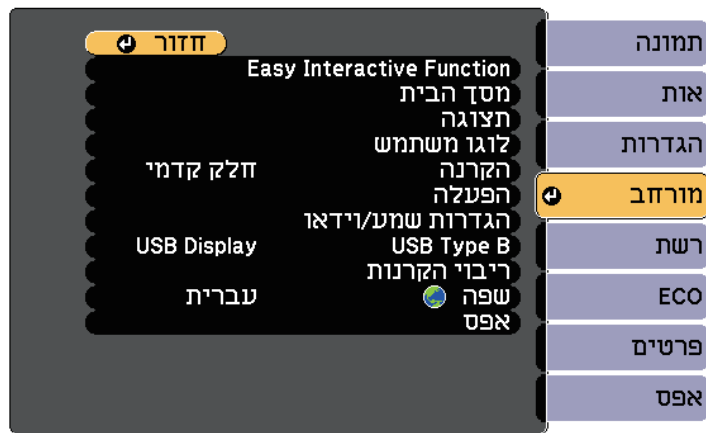 תמונה
אות
הגדרות
מורחב
רשת
ECO
פרטים
אפס
חזור
Easy Interactive Function
מסך הבית
תצוגה
לוגו משתמש
הקרנה חלק קדמי
הפעלה
הגדרות שמע/וידאו
USB Type B USB Display
ריבוי הקרנות
שפה עברית
אפס